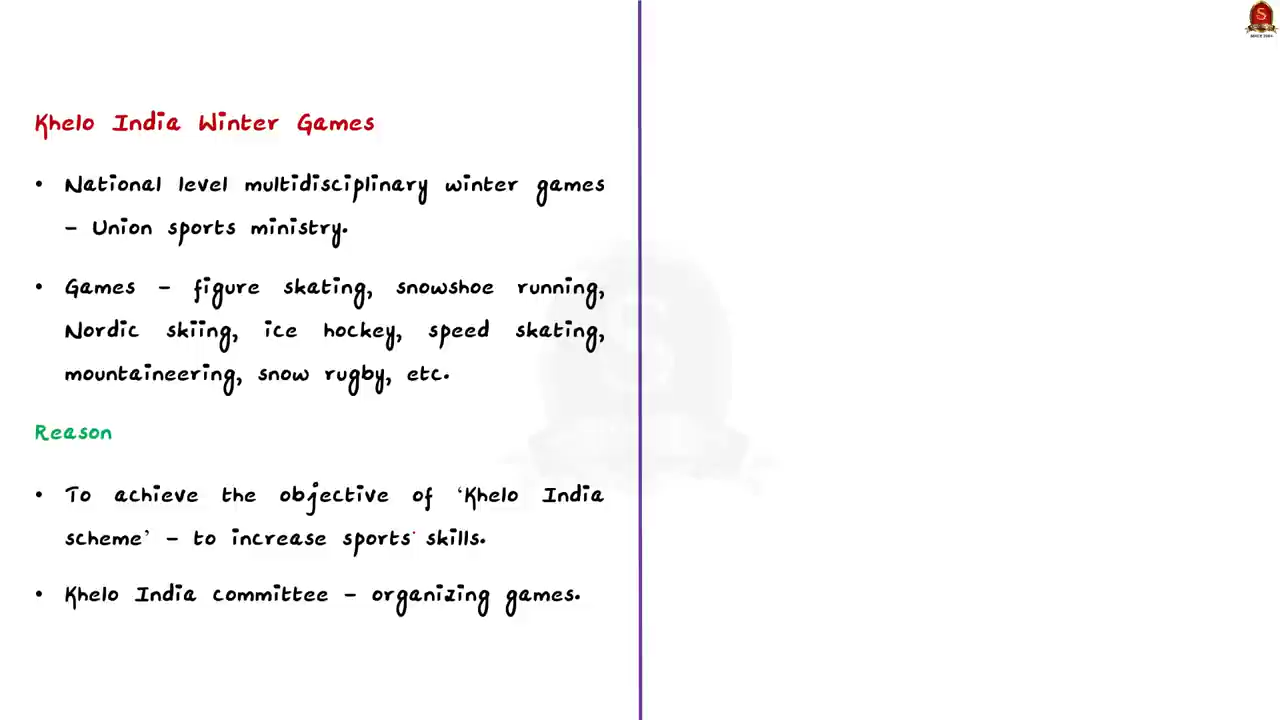 Khelo India Winter Games
• National level multidisciplinary winter games
– Union sports ministry.
• Games – figure skating, snowshoe running,
Nordic skiing, ice hockey, speed skating,
mountaineering, snow rugby, etc.
Reason
• To achieve the objective of ‘Khelo India
scheme’ – to increase sports skills.
• Khelo India committee – organizing games.
S